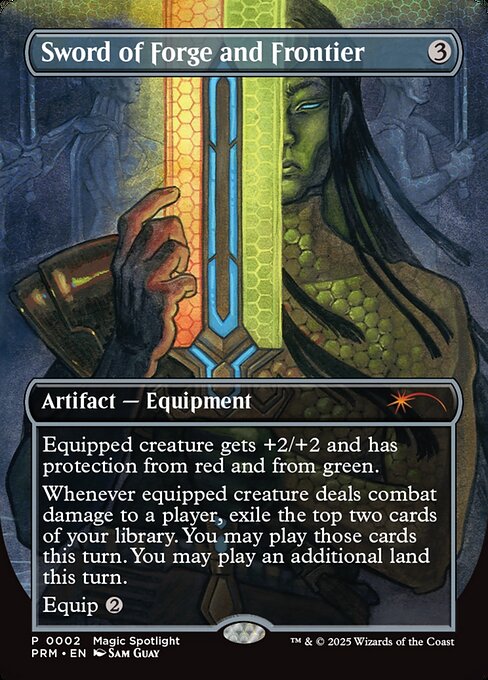 Sword of Forge and Frontier 3
Artifact — Equipment
Equipped creature gets +2/+2 and has
protection from red and from green.
Whenever equipped creature deals combat
damage to a player, exile the top two cards
of your library. You may play those cards
this turn. You may play an additional land
this turn.
Equip 2
P 0002 Magic Spotlight
PRM • EN Sam Guay
™ & © 2025 Wizards of the Coast